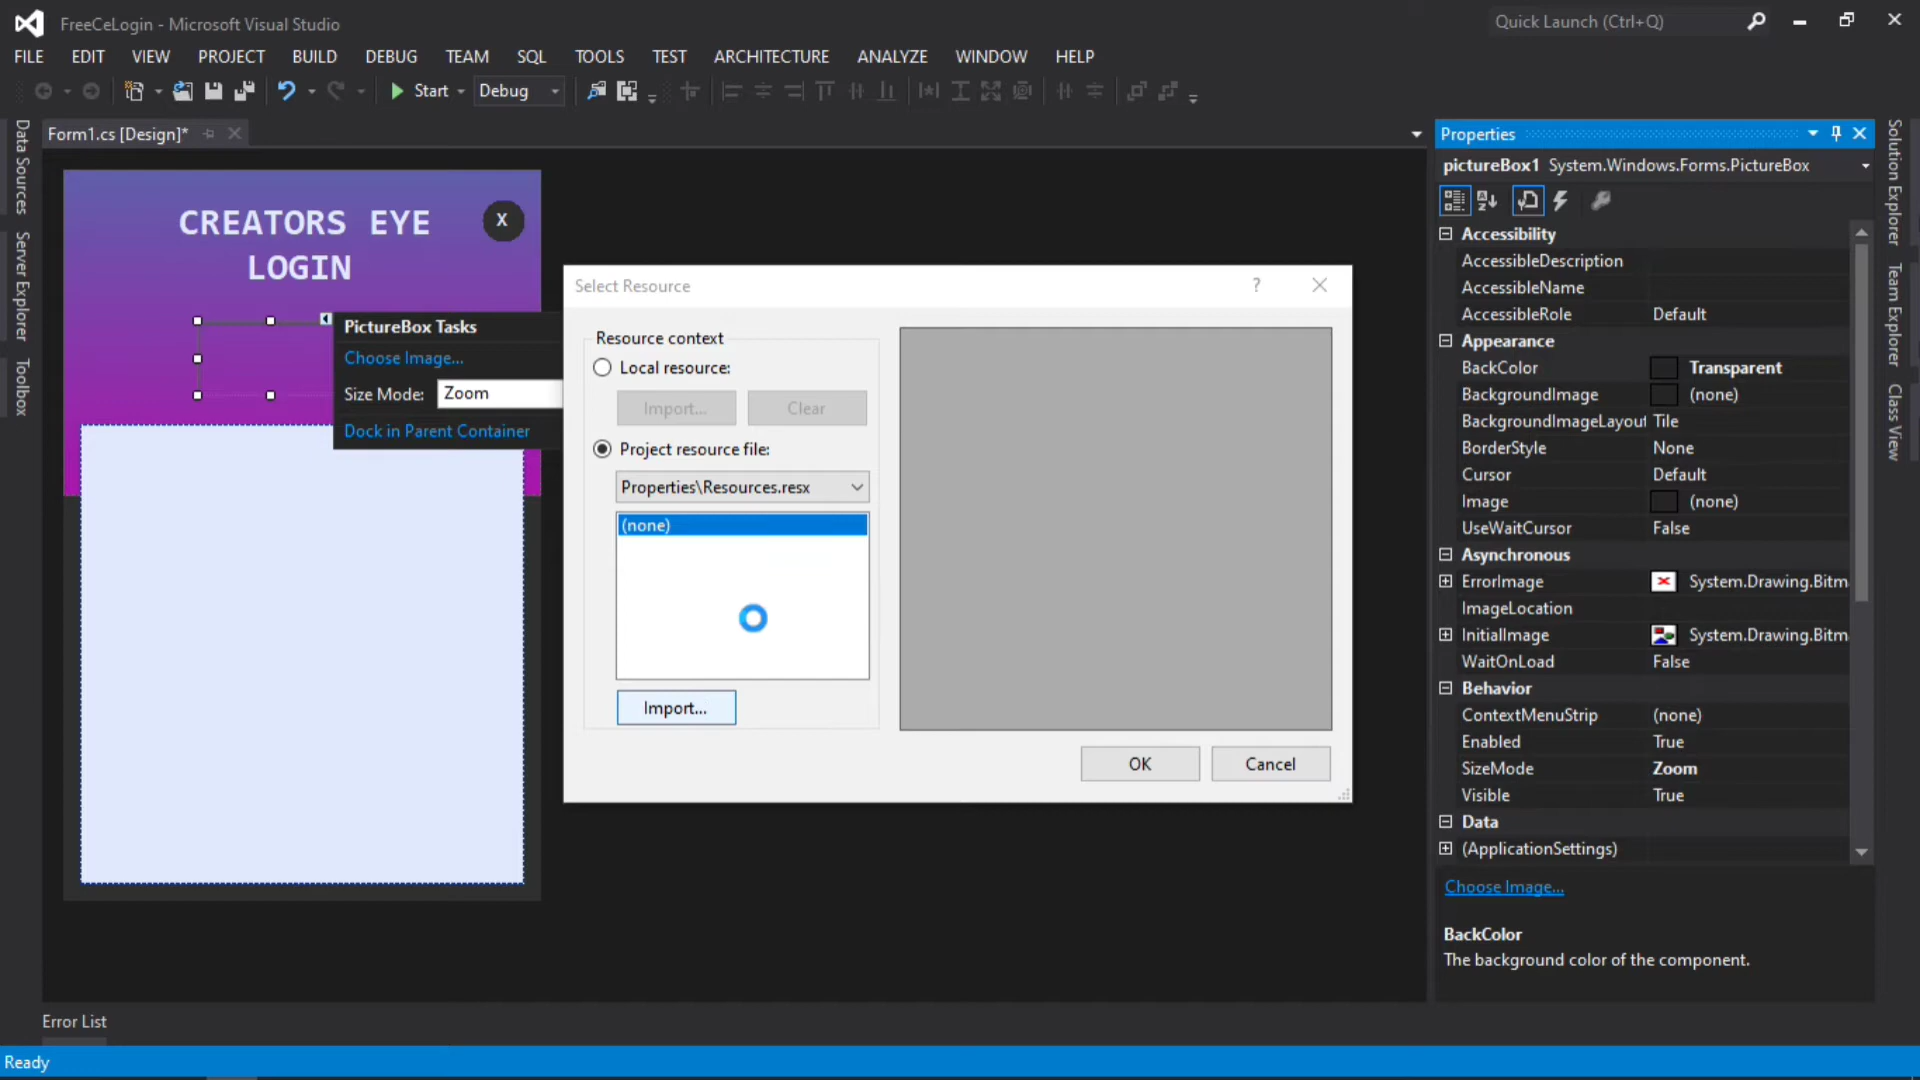 FreeCeLogin - Microsoft Visual Studio
Quick Launch (Ctrl+Q)
FILE EDIT VIEW PROJECT BUILD DEBUG TEAM SQL TOOLS TEST ARCHITECTURE ANALYZE WINDOW HELP
Start Debug
Form1.cs [Design]*
Data Sources
Server Explorer
Toolbox
CREATORS EYE
LOGIN
X
PictureBox Tasks
Choose Image...
Size Mode: Zoom
Dock in Parent Container
Select Resource
?
Resource context
Local resource:
Import... Clear
Project resource file:
Properties\Resources.resx
(none)
Import...
OK Cancel
Properties
pictureBox1 System.Windows.Forms.PictureBox
Accessibility
AccessibleDescription
AccessibleName
AccessibleRole Default
Appearance
BackColor Transparent
BackgroundImage (none)
BackgroundImageLayout Tile
BorderStyle None
Cursor Default
Image (none)
UseWaitCursor False
Asynchronous
ErrorImage System.Drawing.Bitm
ImageLocation
InitialImage System.Drawing.Bitm
WaitOnLoad False
Behavior
ContextMenuStrip (none)
Enabled True
SizeMode Zoom
Visible True
Data
(ApplicationSettings)
Choose Image...
BackColor
The background color of the component.
Solution Explorer
Team Explorer
Class View
Error List
Ready